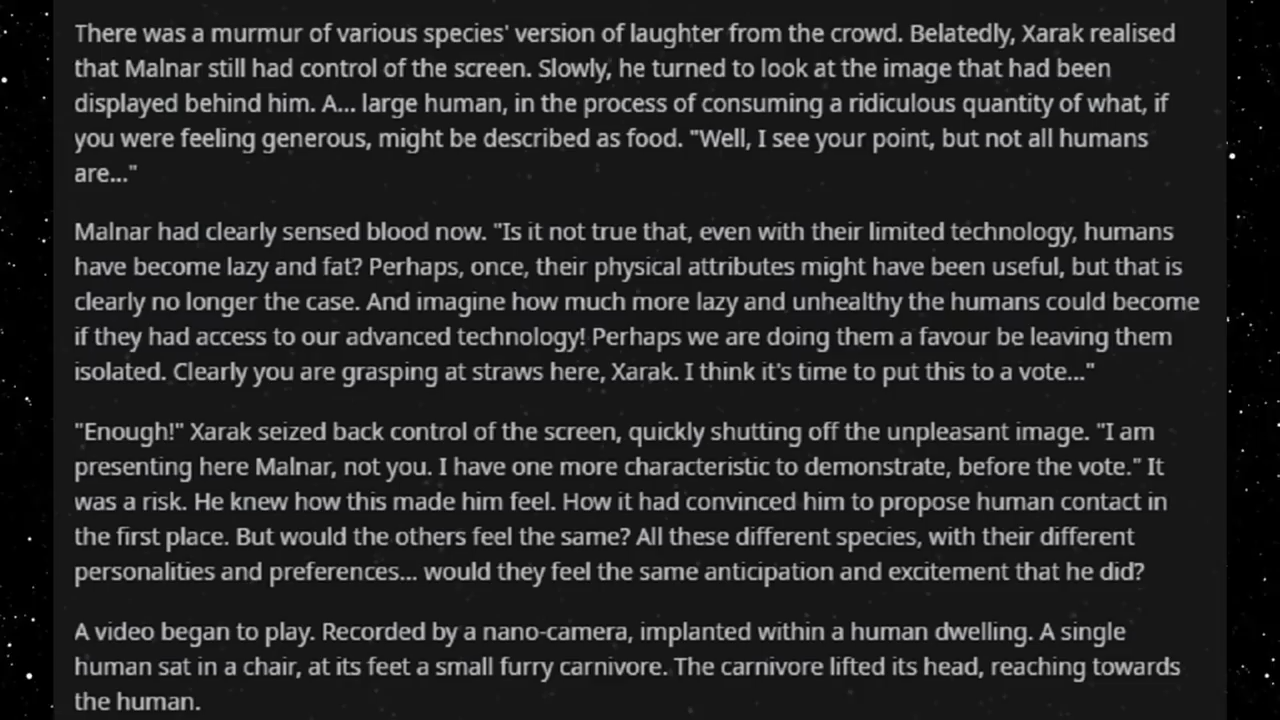 There was a murmur of various species' version of laughter from the crowd. Belatedly, Xarak realised
that Malnar still had control of the screen. Slowly, he turned to look at the image that had been
displayed behind him. A... large human, in the process of consuming a ridiculous quantity of what, if
you were feeling generous, might be described as food. "Well, I see your point, but not all humans
are..."
Malnar had clearly sensed blood now. "Is it not true that, even with their limited technology, humans
have become lazy and fat? Perhaps, once, their physical attributes might have been useful, but that is
clearly no longer the case. And imagine how much more lazy and unhealthy the humans could become
if they had access to our advanced technology! Perhaps we are doing them a favour be leaving them
isolated. Clearly you are grasping at straws here, Xarak. I think it's time to put this to a vote..."
"Enough!" Xarak seized back control of the screen, quickly shutting off the unpleasant image. "I am
presenting here Malnar, not you. I have one more characteristic to demonstrate, before the vote." It
was a risk. He knew how this made him feel. How it had convinced him to propose human contact in
the first place. But would the others feel the same? All these different species, with their different
personalities and preferences... would they feel the same anticipation and excitement that he did?
A video began to play. Recorded by a nano-camera, implanted within a human dwelling. A single
human sat in a chair, at its feet a small furry carnivore. The carnivore lifted its head, reaching towards
the human.